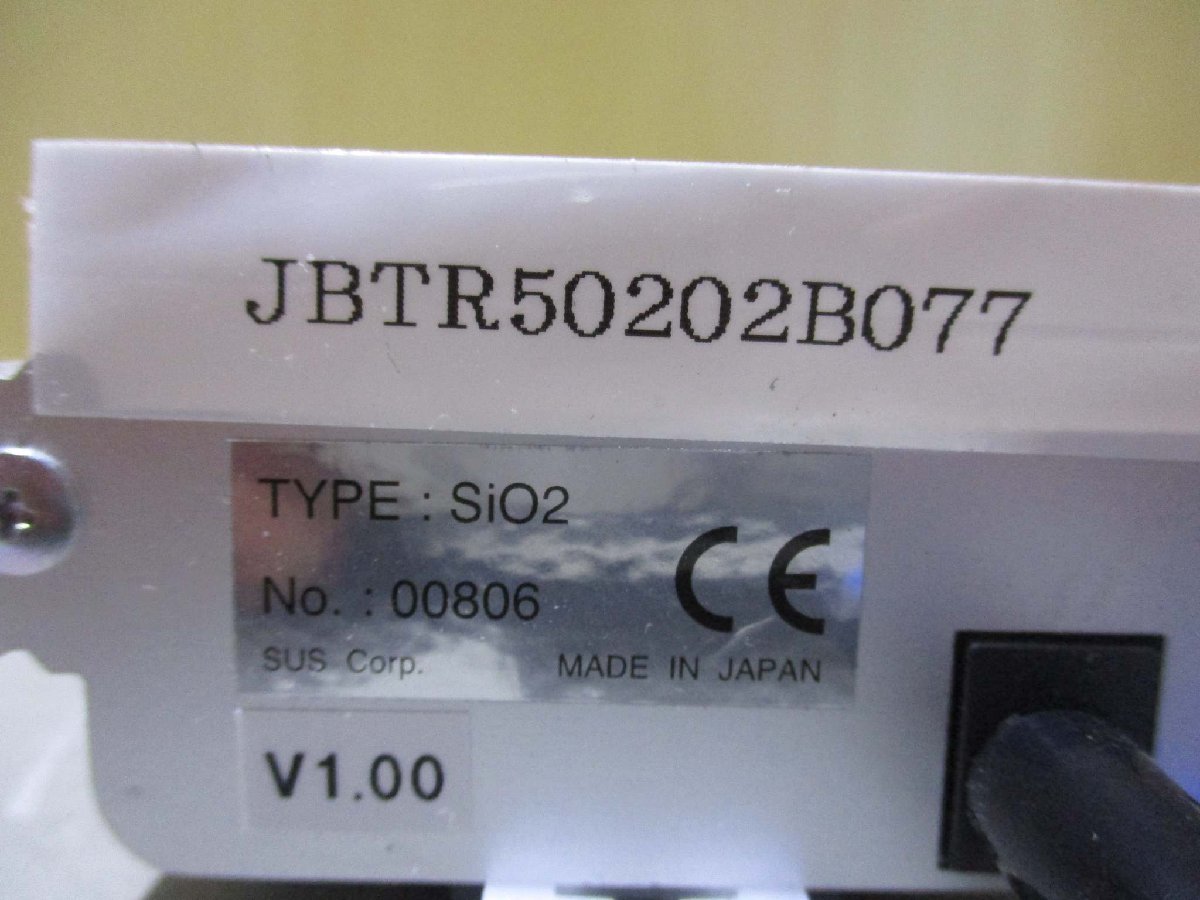 JBTR50202B077
TYPE : SiO2
No. : 00806
CE
SUS Corp.
MADE IN JAPAN
V1.00